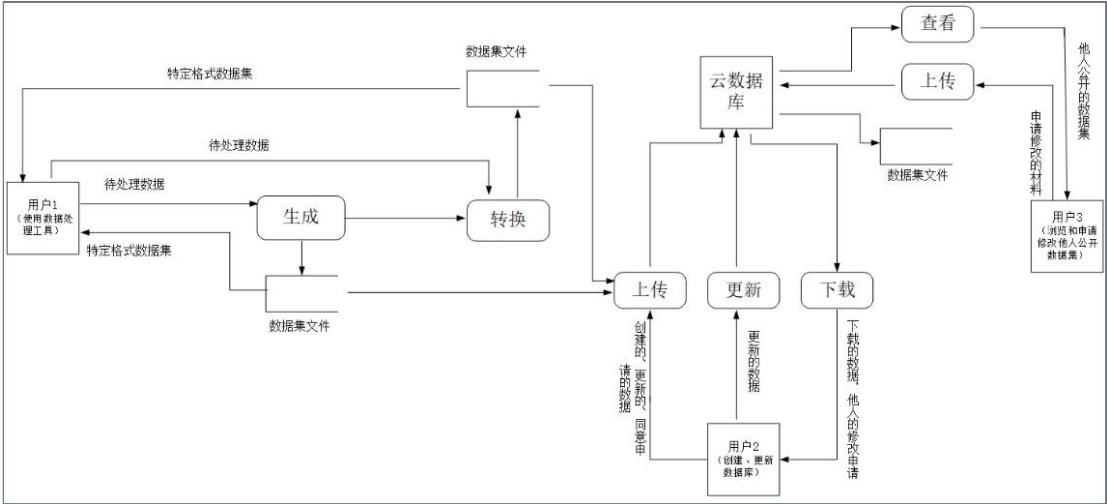 查看
数据集文件
特定格式数据集
云数据
库
上传
他人公开的数据集
申请修改的材料
待处理数据
数据集文件
待处理数据
用户1
（使用数据处
理工具）
生成
转换
用户3
（浏览和申请
修改他人公开
数据集）
特定格式数据集
上传
更新
下载
数据集文件
创建的、更新的、同意申
请的数据
更新的数据
下载的数据，他人的修改申请
用户2
（创建、更新
数据库）